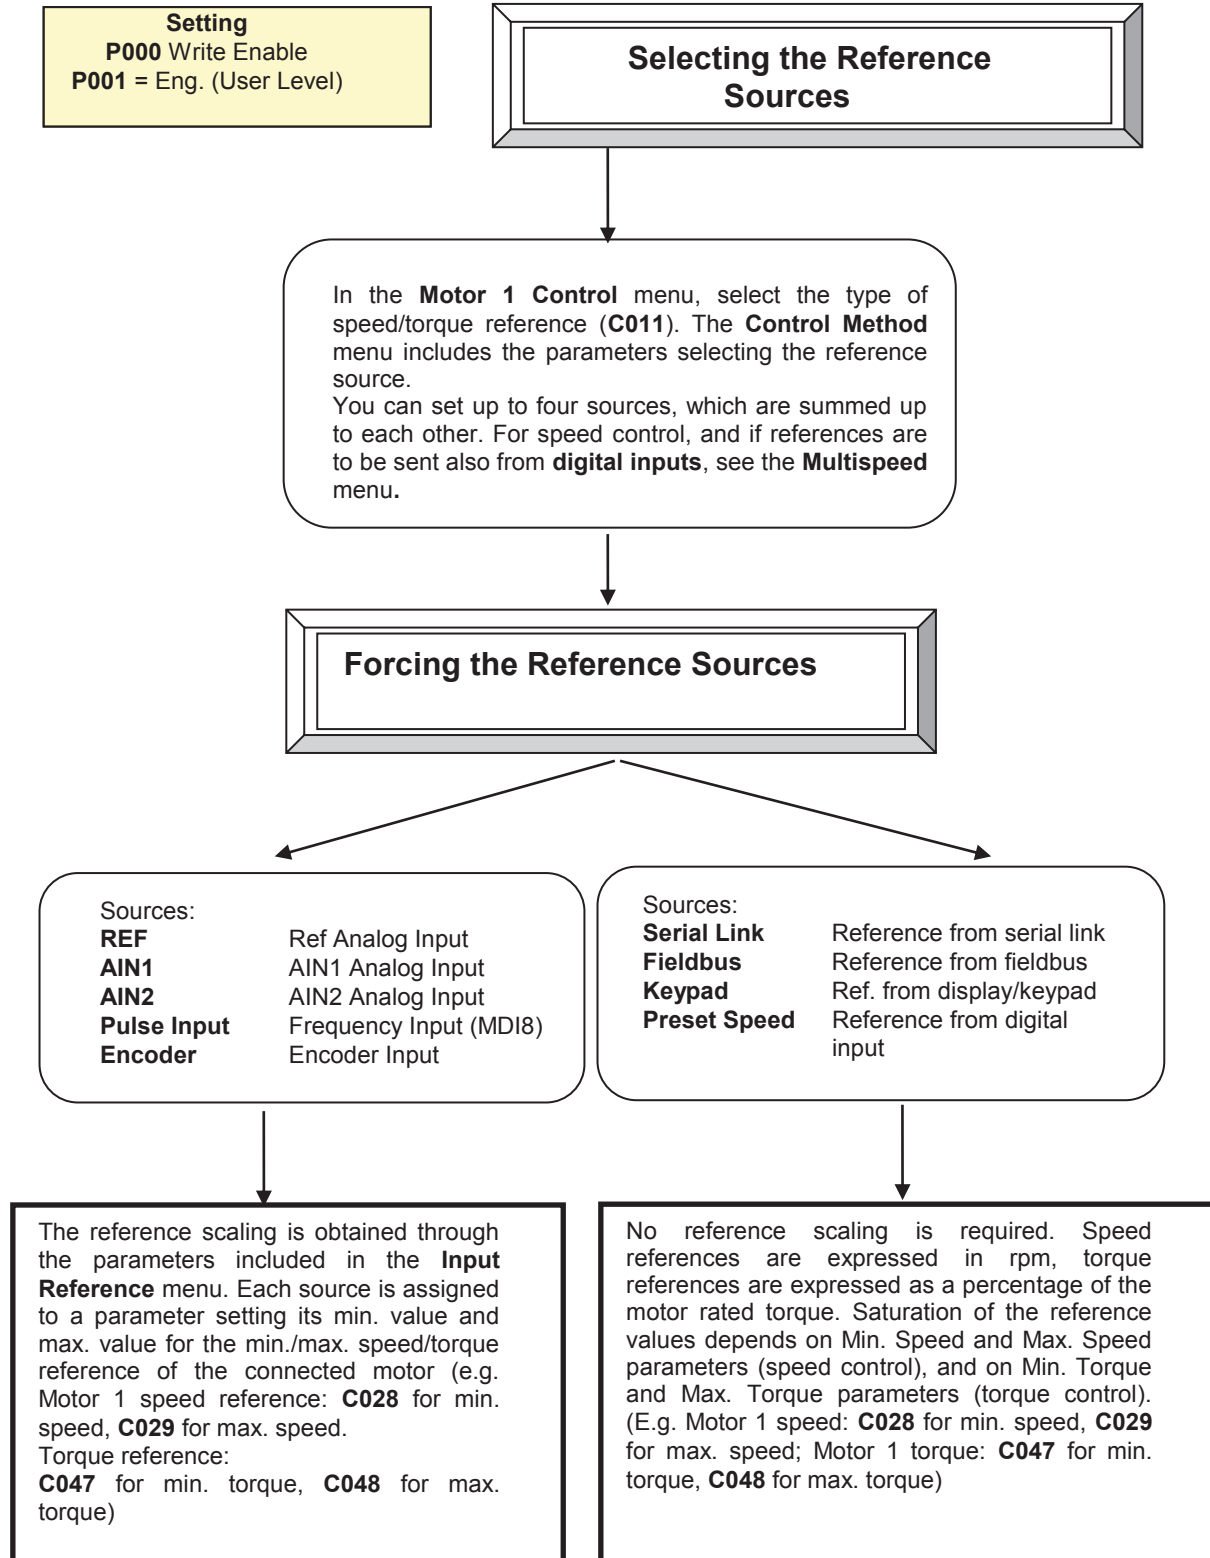 Setting
P000 Write Enable
P001 = Eng. (User Level)
Selecting the Reference
Sources
In the Motor 1 Control menu, select the type of
speed/torque reference (C011). The Control Method
menu includes the parameters selecting the reference
source.
You can set up to four sources, which are summed up
to each other. For speed control, and if references are
to be sent also from digital inputs, see the Multispeed
menu.
Forcing the Reference Sources
Sources:
REF Ref Analog Input
AIN1 AIN1 Analog Input
AIN2 AIN2 Analog Input
Pulse Input Frequency Input (MDI8)
Encoder Encoder Input
Sources:
Serial Link Reference from serial link
Fieldbus Reference from fieldbus
Keypad Ref. from display/keypad
Preset Speed Reference from digital
input
The reference scaling is obtained through
the parameters included in the Input
Reference menu. Each source is assigned
to a parameter setting its min. value and
max. value for the min./max. speed/torque
reference of the connected motor (e.g.
Motor 1 speed reference: C028 for min.
speed, C029 for max. speed.
Torque reference:
C047 for min. torque, C048 for max.
torque)
No reference scaling is required. Speed
references are expressed in rpm, torque
references are expressed as a percentage of the
motor rated torque. Saturation of the reference
values depends on Min. Speed and Max. Speed
parameters (speed control), and on Min. Torque
and Max. Torque parameters (torque control).
(E.g. Motor 1 speed: C028 for min. speed, C029
for max. speed; Motor 1 torque: C047 for min.
torque, C048 for max. torque)